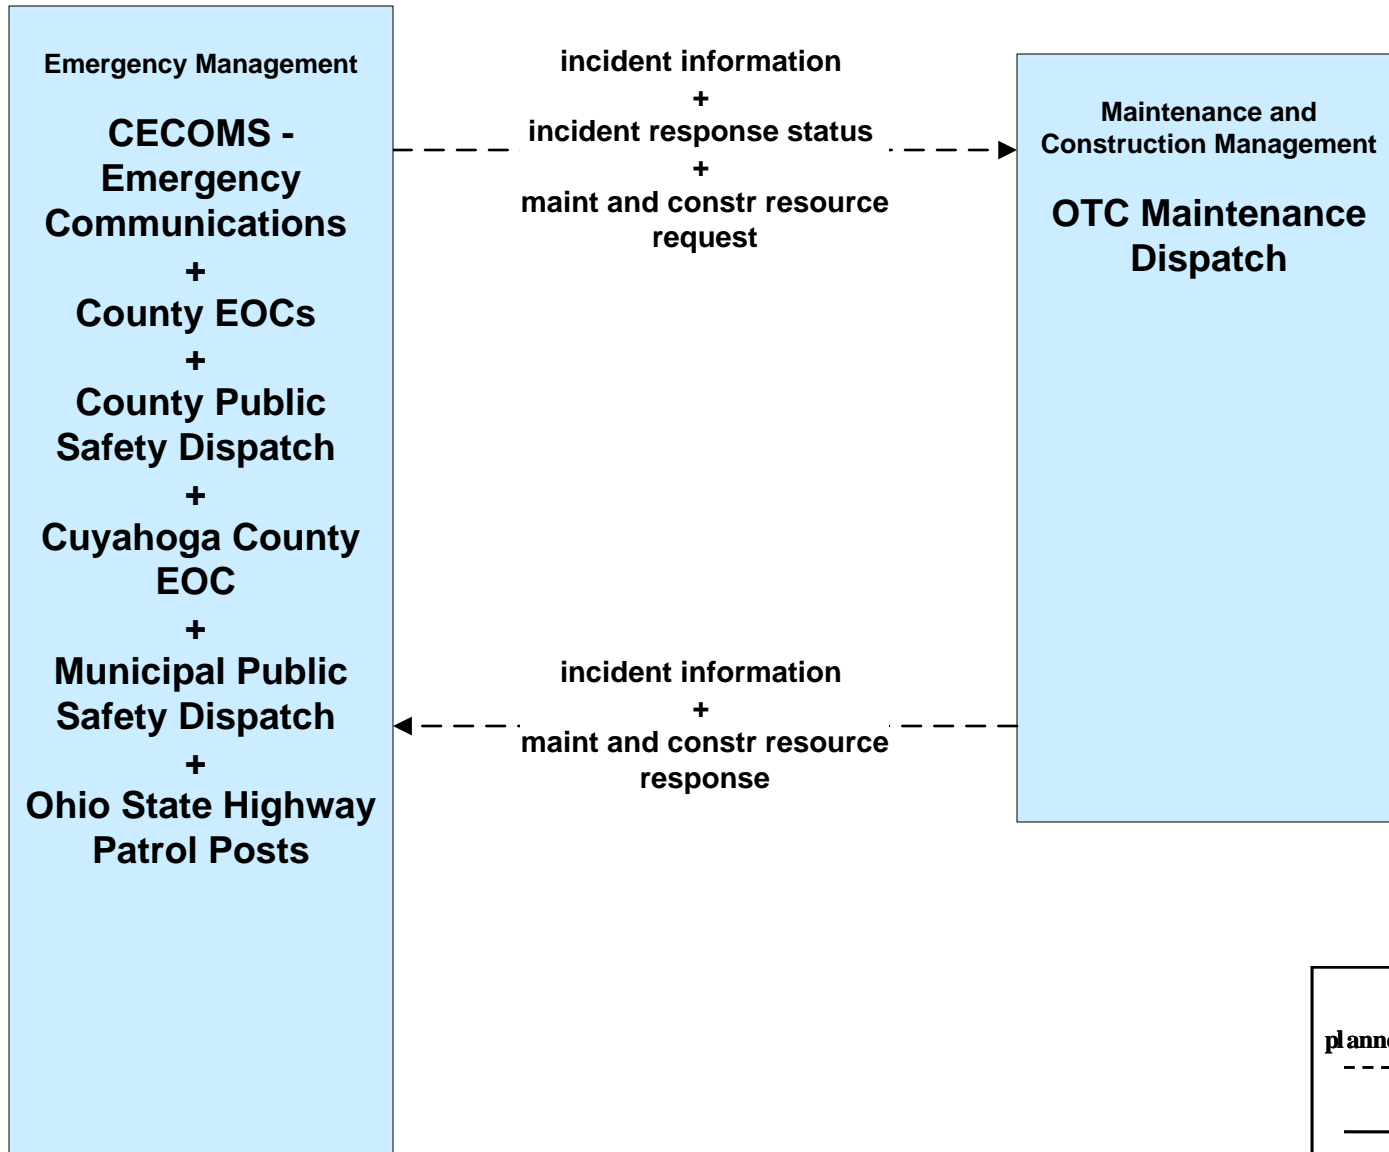 Emergency Management
CECOMS -
Emergency
Communications
+
County EOCs
+
County Public
Safety Dispatch
+
Cuyahoga County
EOC
+
Municipal Public
Safety Dispatch
+
Ohio State Highway
Patrol Posts
incident information
+
incident response status
+
maint and constr resource
request
incident information
+
maint and constr resource
response
Maintenance and
Construction Management
OTC Maintenance
Dispatch